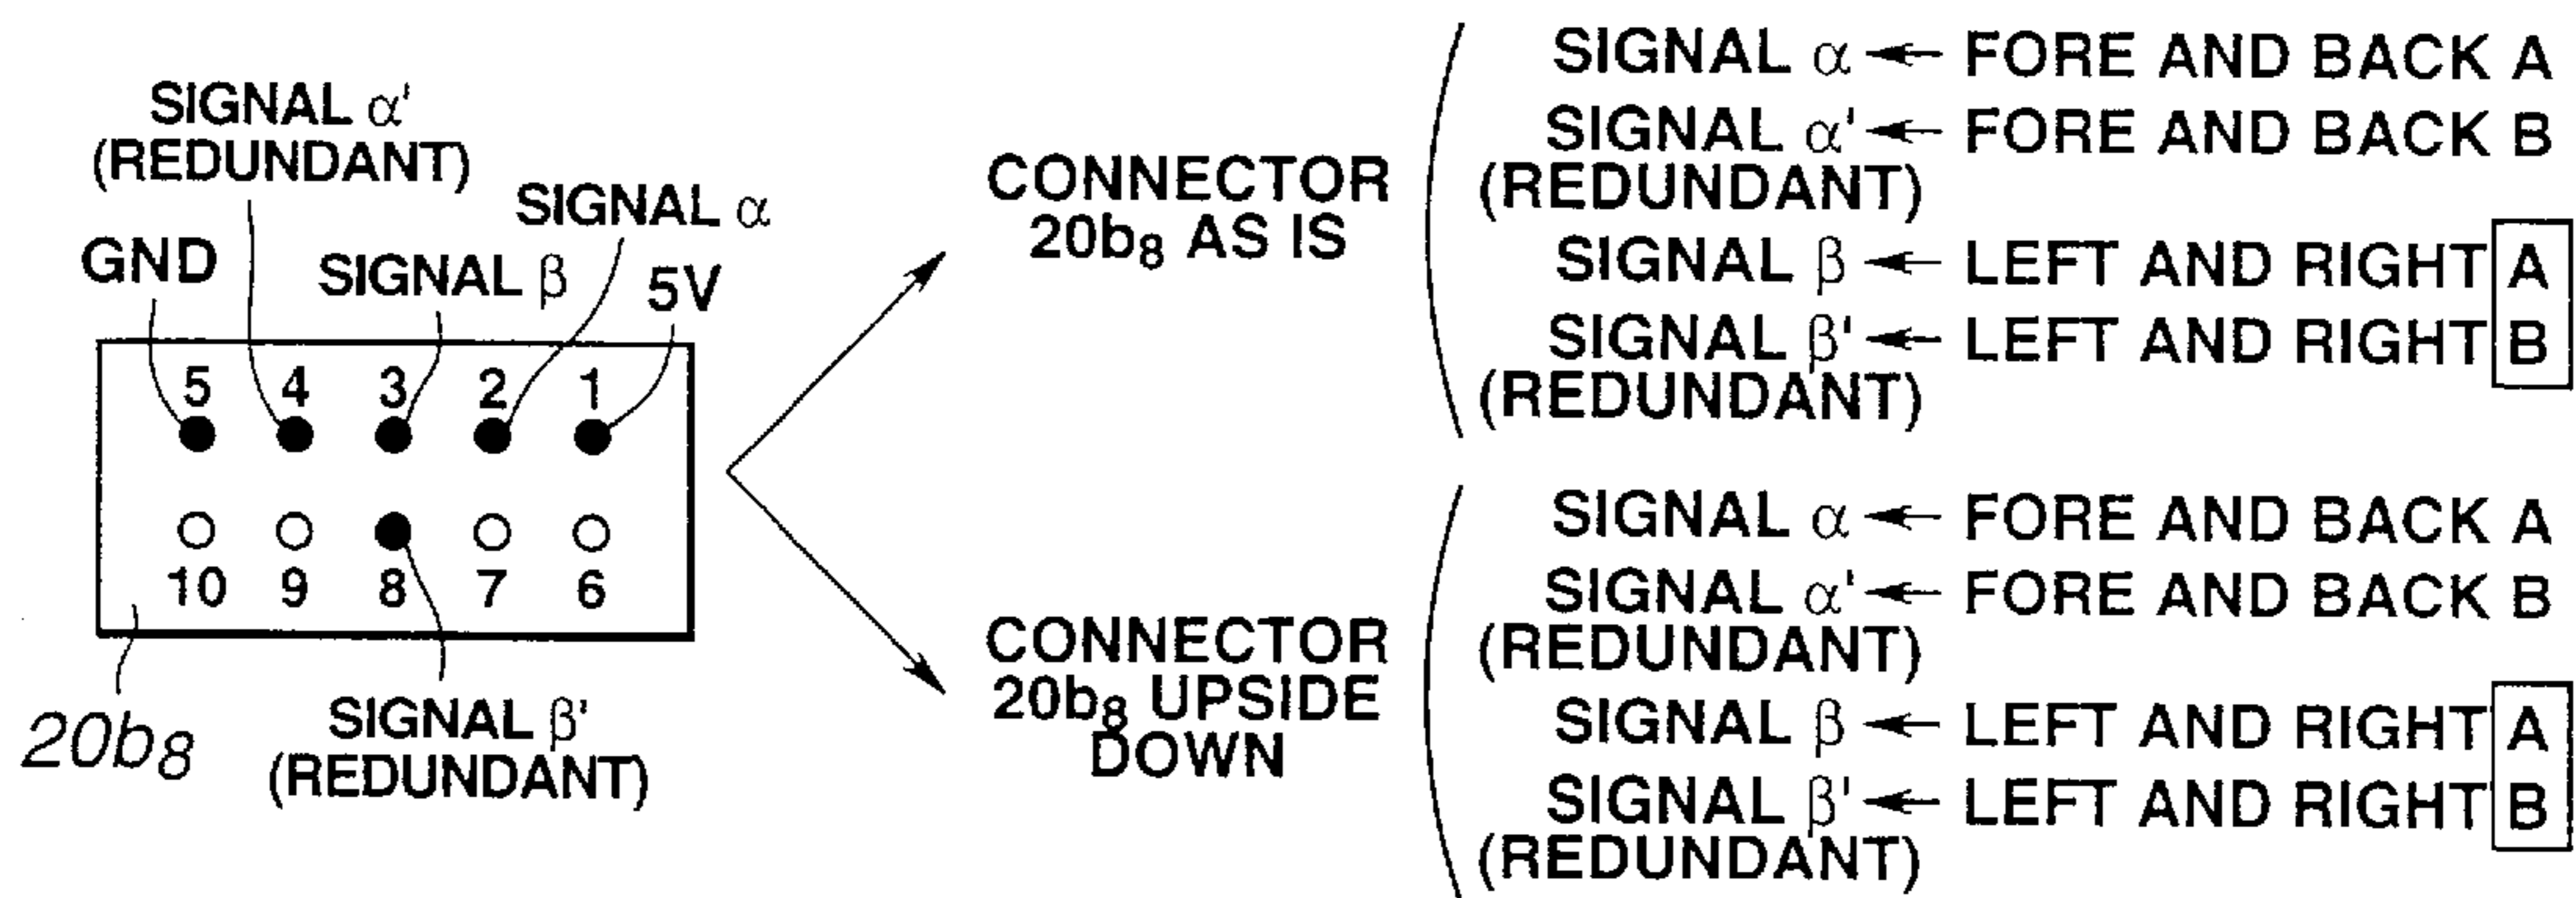 SIGNAL α'
(REDUNDANT)
SIGNAL α
GND
SIGNAL β
5V
5 4 3 2 1
10 9 8 7 6
20b8
SIGNAL β'
(REDUNDANT)
CONNECTOR
20b8 AS IS
SIGNAL α ← FORE AND BACK A
SIGNAL α' ← FORE AND BACK B
(REDUNDANT)
SIGNAL β ← LEFT AND RIGHT A
SIGNAL β' ← LEFT AND RIGHT B
(REDUNDANT)
CONNECTOR
20b8 UPSIDE
DOWN
SIGNAL α ← FORE AND BACK A
SIGNAL α' ← FORE AND BACK B
(REDUNDANT)
SIGNAL β ← LEFT AND RIGHT A
SIGNAL β' ← LEFT AND RIGHT B
(REDUNDANT)